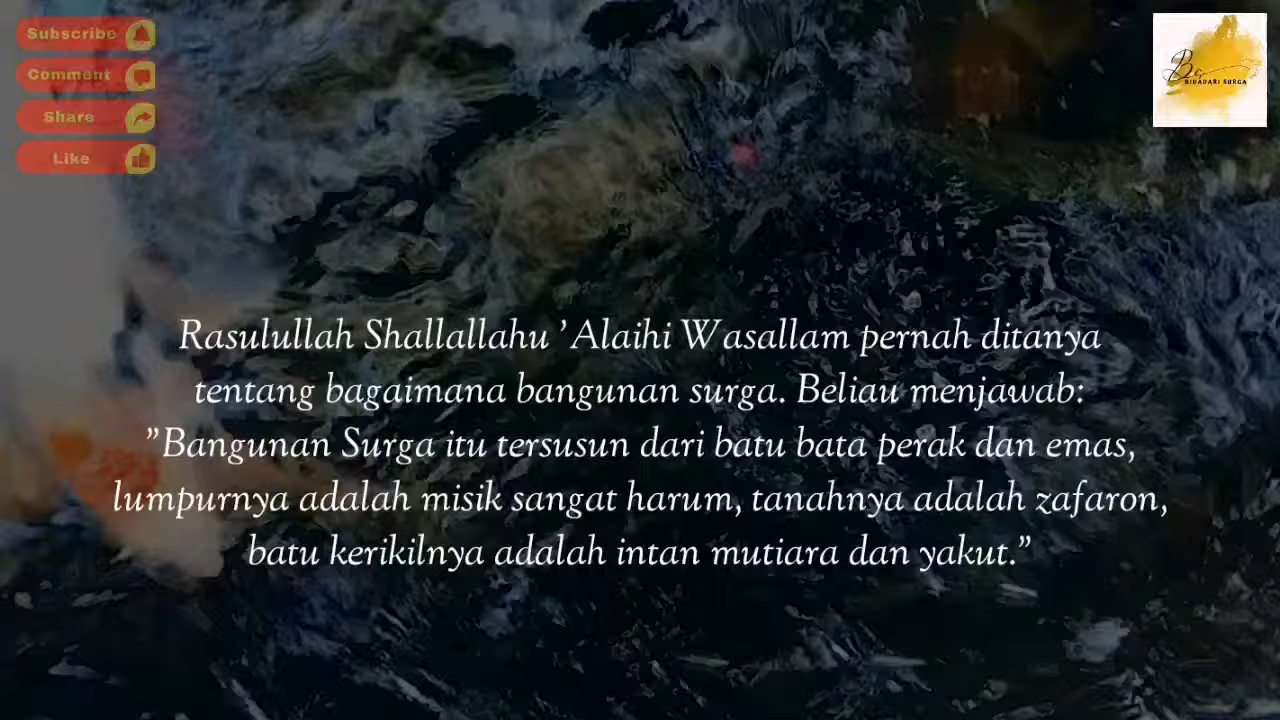 Subscribe
Comment
Share
Like
BIDADARI SURGA
Rasulullah Shallallahu ’Alaihi Wasallam pernah ditanya
tentang bagaimana bangunan surga. Beliau menjawab:
”Bangunan Surga itu tersusun dari batu bata perak dan emas,
lumpurnya adalah misik sangat harum, tanahnya adalah zafaron,
batu kerikilnya adalah intan mutiara dan yakut.”